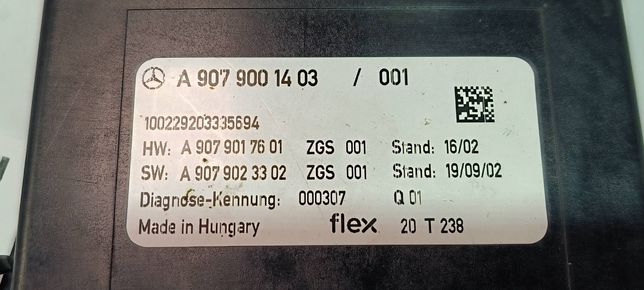 A 907 900 14 03 / 001
100229203335694
HW: A 907 901 76 01 ZGS 001 Stand: 16/02
SW: A 907 902 33 02 ZGS 001 Stand: 19/09/02
Diagnose-Kennung: 000307 Q 01
Made in Hungary flex 20 T 238